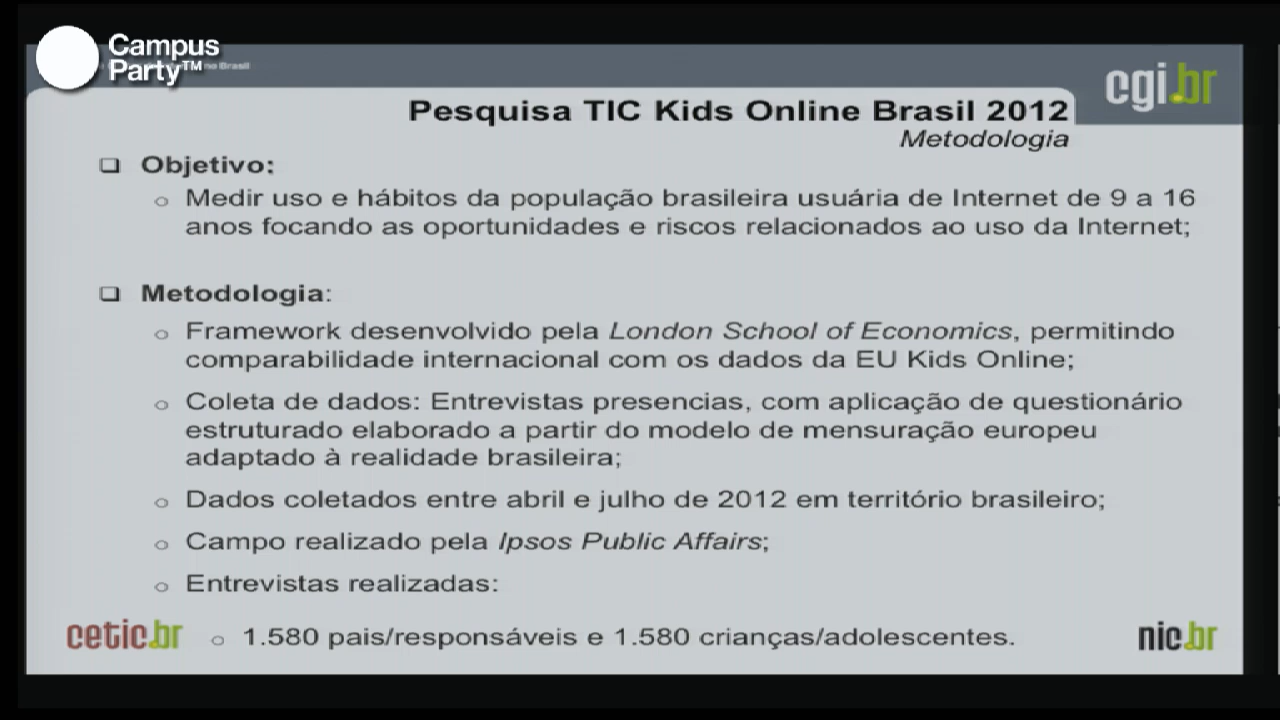 Campus
Party™
no Brasil
cgi.br
Pesquisa TIC Kids Online Brasil 2012
Metodologia
Objetivo:
Medir uso e hábitos da população brasileira usuária de Internet de 9 a 16
anos focando as oportunidades e riscos relacionados ao uso da Internet;
Metodologia:
Framework desenvolvido pela London School of Economics, permitindo
comparabilidade internacional com os dados da EU Kids Online;
Coleta de dados: Entrevistas presencias, com aplicação de questionário
estruturado elaborado a partir do modelo de mensuração europeu
adaptado à realidade brasileira;
Dados coletados entre abril e julho de 2012 em território brasileiro;
Campo realizado pela Ipsos Public Affairs;
Entrevistas realizadas:
1.580 pais/responsáveis e 1.580 crianças/adolescentes.
cetic.br
nic.br